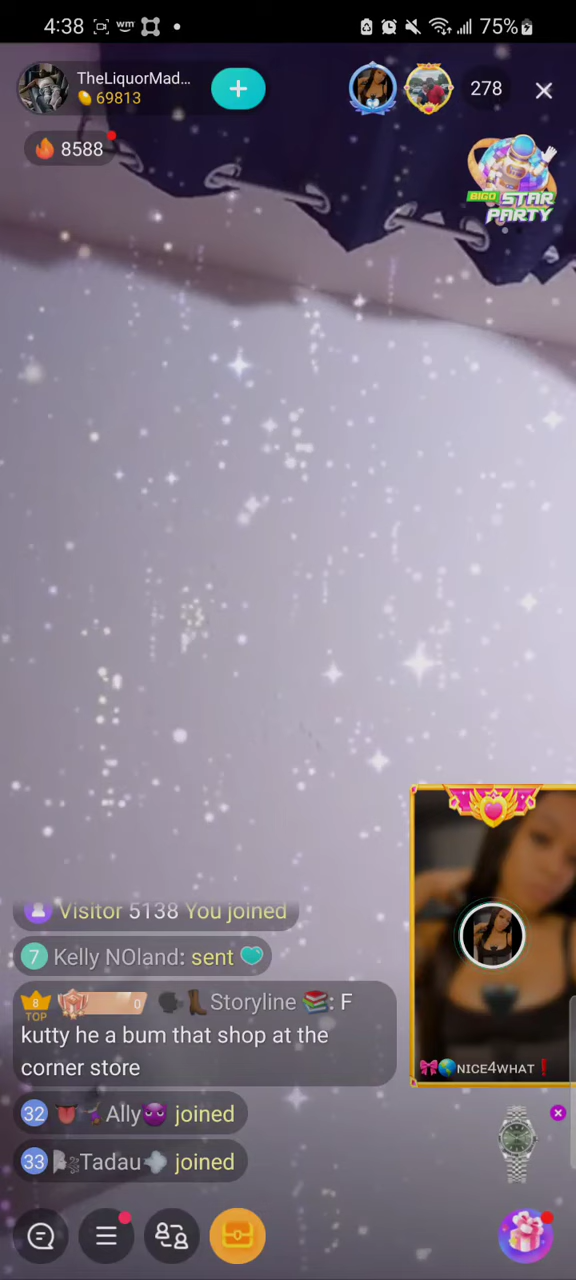 4:38
wm
75%
TheLiquorMad...
69813
278
8588
BIGO STAR
PARTY
Visitor 5138 You joined
7 Kelly NOland: sent
8 TOP 0 Storyline 📚: F
kutty he a bum that shop at the
corner store
NICE4WHAT❗
32 👅 Ally😈 joined
33 Tadau joined